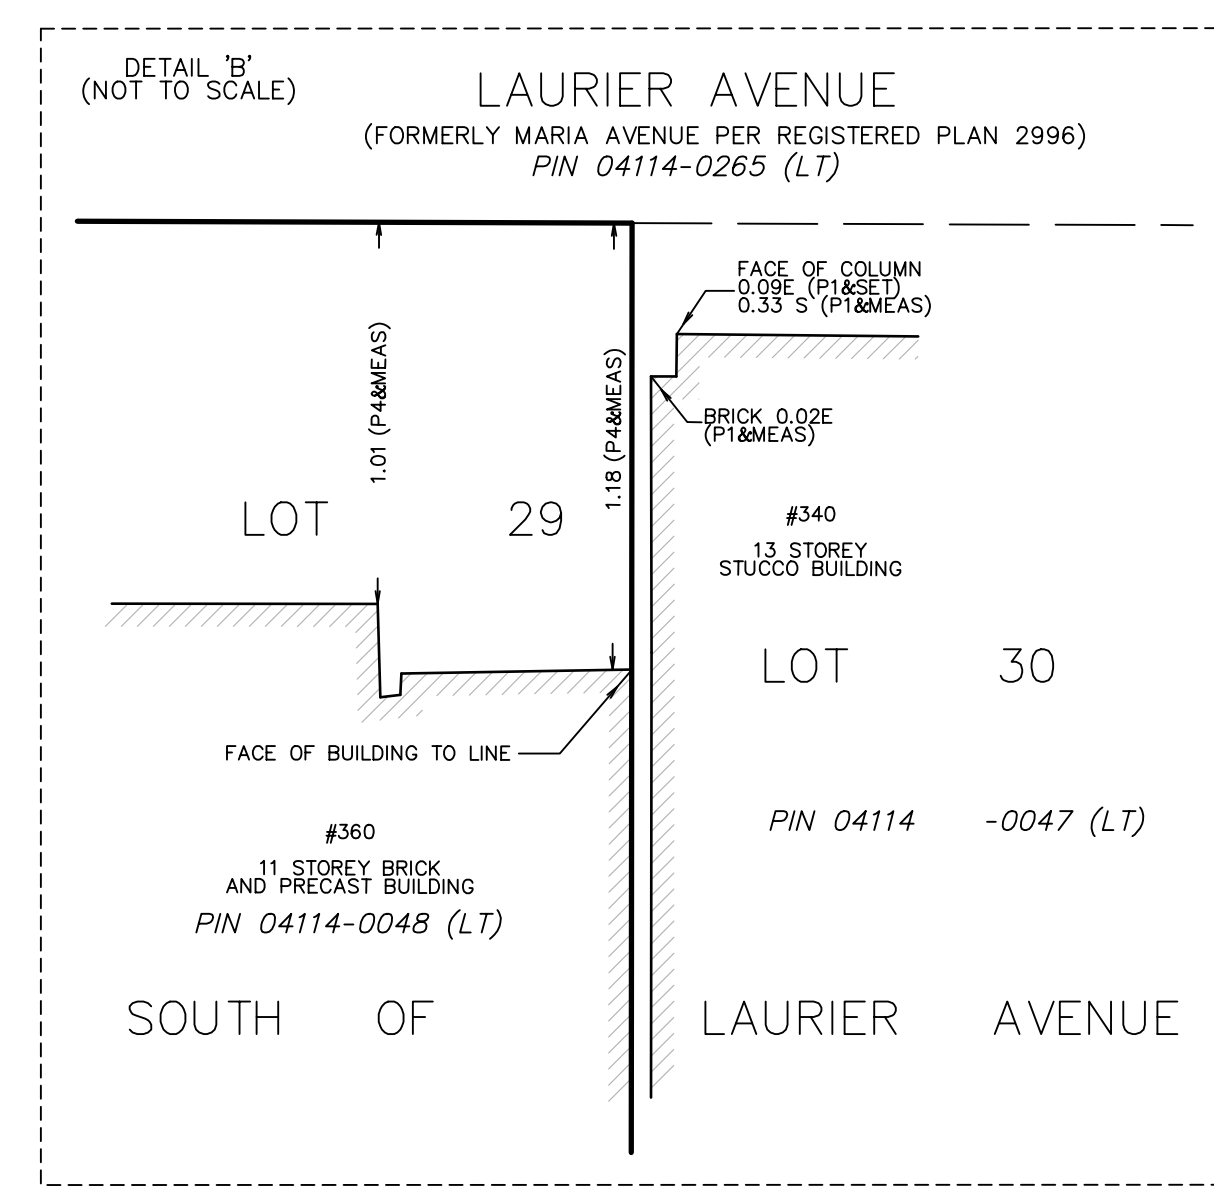 DETAIL 'B'
(NOT TO SCALE)
LAURIER AVENUE
(FORMERLY MARIA AVENUE PER REGISTERED PLAN 2996)
PIN 04114-0265 (LT)
FACE OF COLUMN
0.09E (P1&SET)
0.33 S (P1&MEAS)
1.01 (P4&MEAS)
1.18 (P4&MEAS)
BRICK 0.02E
(P1&MEAS)
LOT 29
#340
13 STOREY
STUCCO BUILDING
LOT 30
FACE OF BUILDING TO LINE
PIN 04114 -0047 (LT)
#360
11 STOREY BRICK
AND PRECAST BUILDING
PIN 04114-0048 (LT)
SOUTH OF LAURIER AVENUE